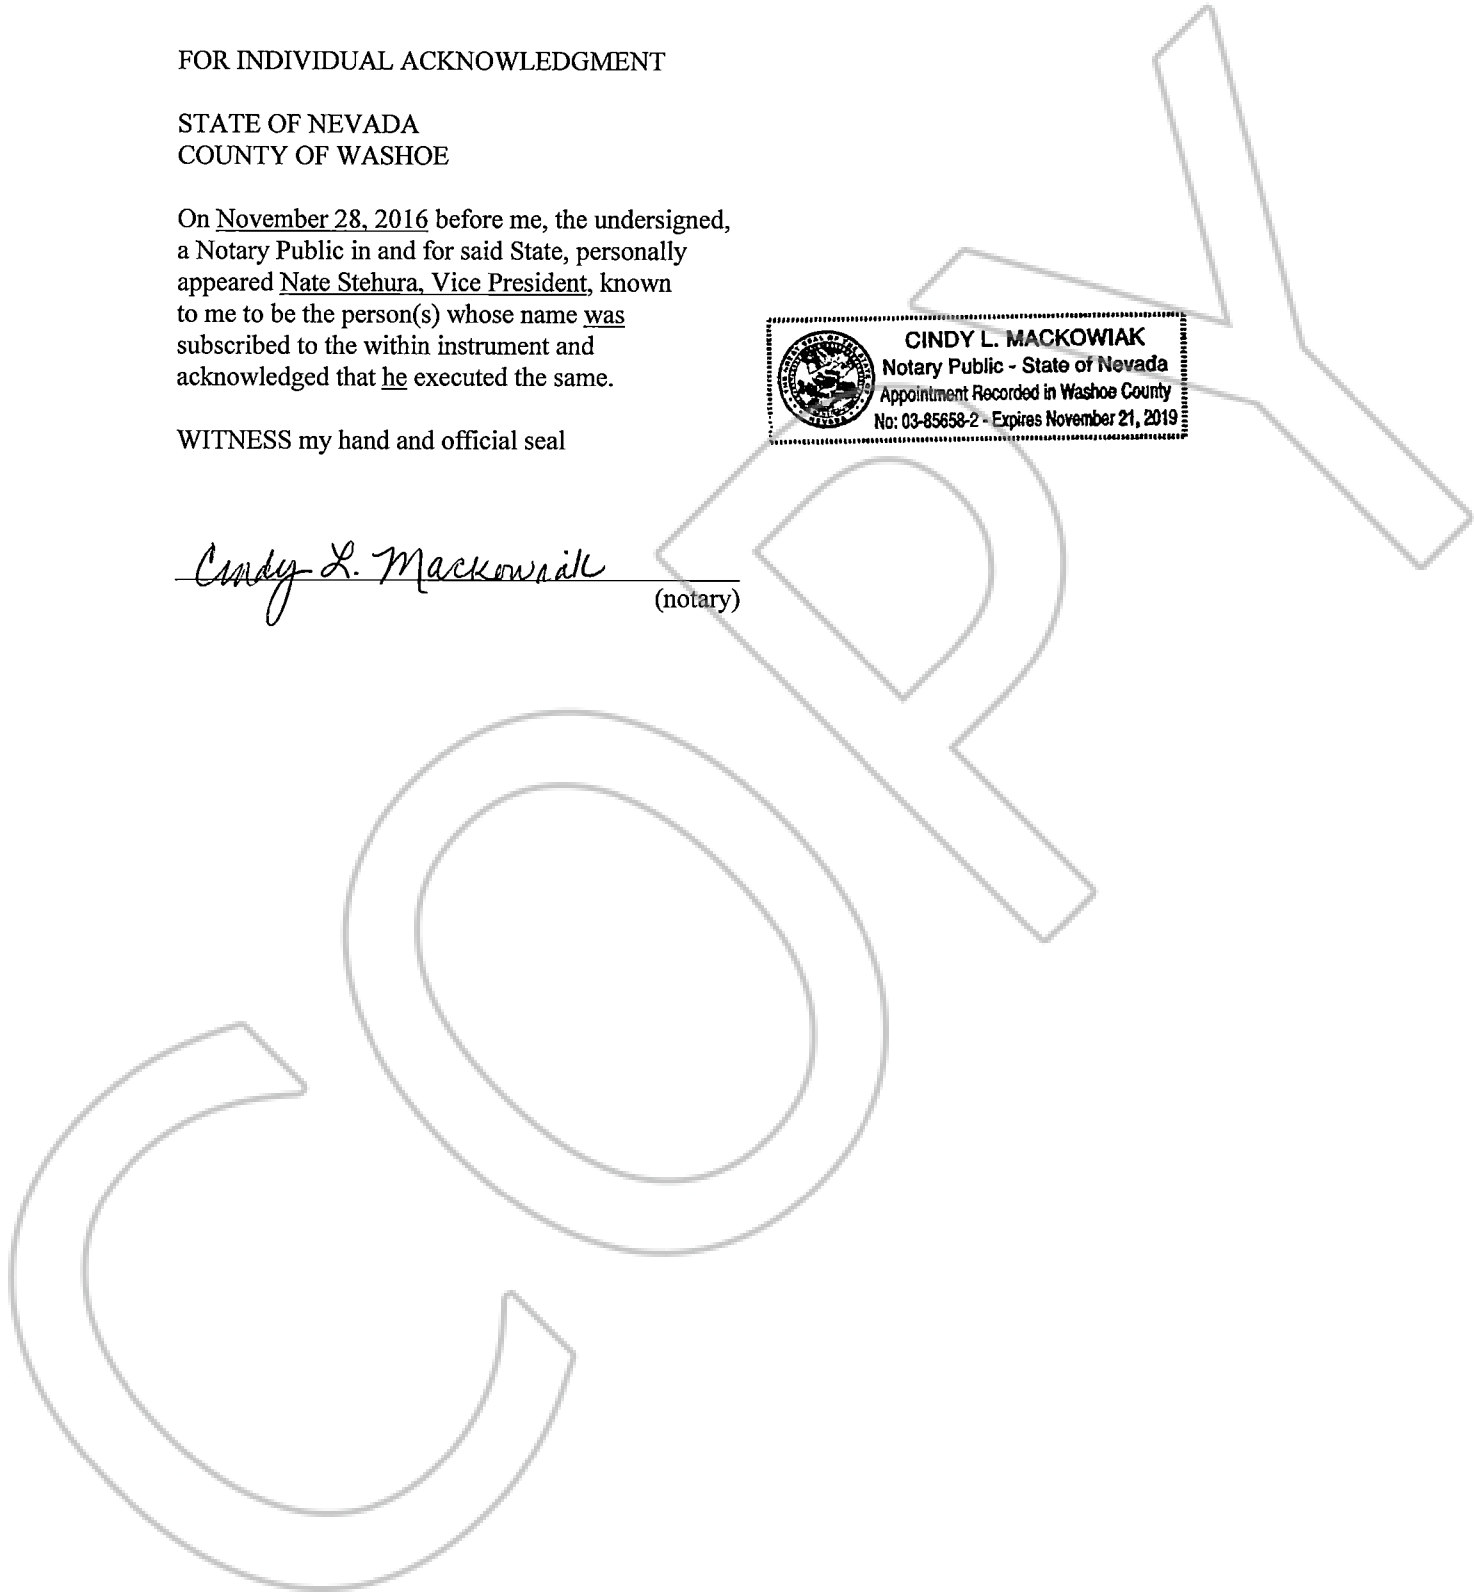 FOR INDIVIDUAL ACKNOWLEDGMENT
STATE OF NEVADA
COUNTY OF WASHOE
On November 28, 2016 before me, the undersigned,
a Notary Public in and for said State, personally
appeared Nate Stehura, Vice President, known
to me to be the person(s) whose name was
subscribed to the within instrument and
acknowledged that he executed the same.
WITNESS my hand and official seal
CINDY L. MACKOWIAK
Notary Public - State of Nevada
Appointment Recorded in Washoe County
No: 03-85658-2 - Expires November 21, 2019
Cindy L. Mackowiak
(notary)
COPY